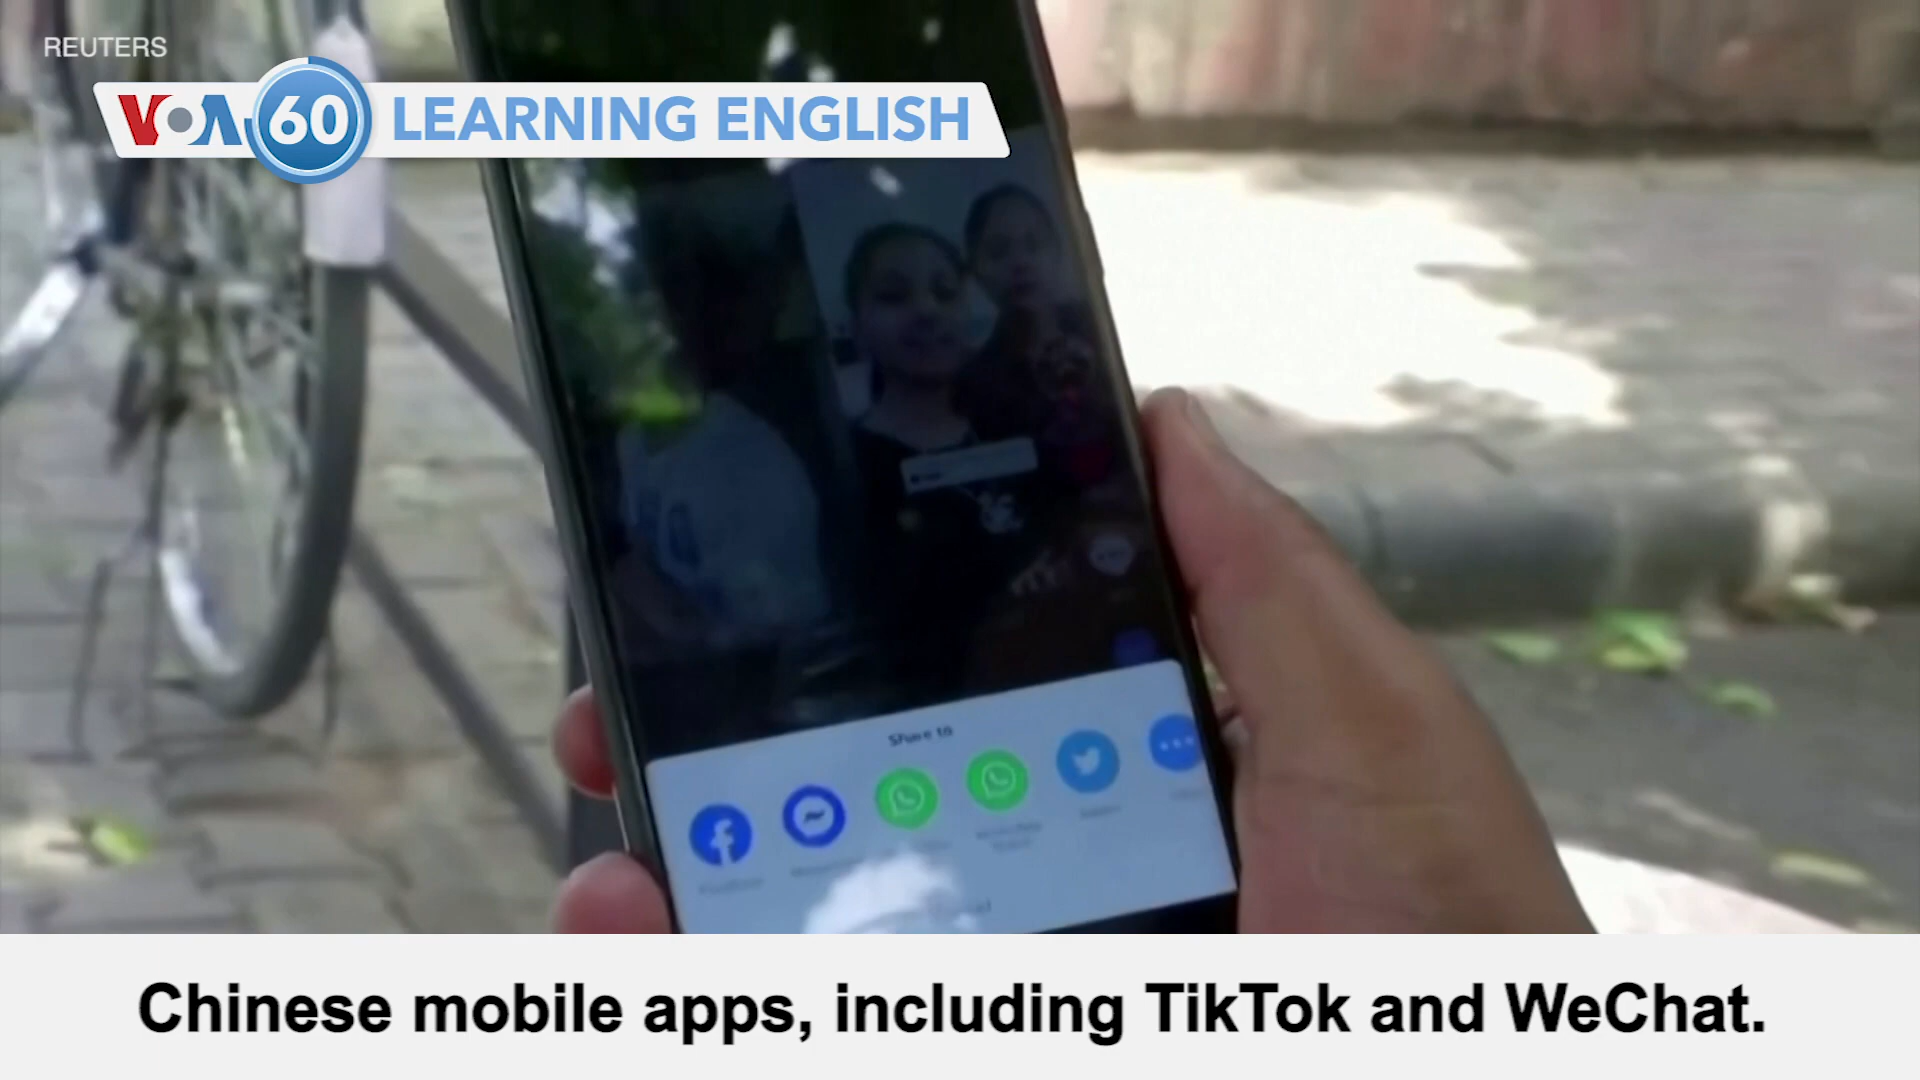 REUTERS
VOA 60 LEARNING ENGLISH
Share to
Chinese mobile apps, including TikTok and WeChat.